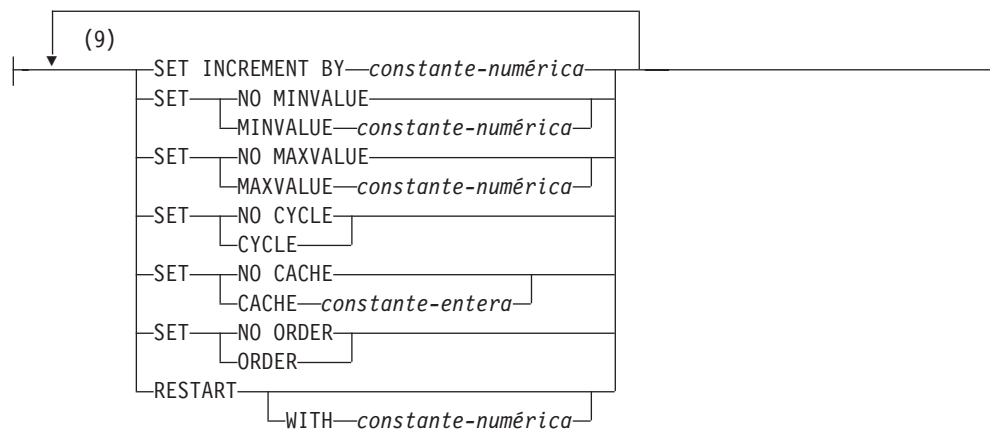 (9)
SET INCREMENT BY constante-numérica
SET NO MINVALUE
MINVALUE constante-numérica
SET NO MAXVALUE
MAXVALUE constante-numérica
SET NO CYCLE
CYCLE
SET NO CACHE
CACHE constante-entera
SET NO ORDER
ORDER
RESTART
WITH constante-numérica